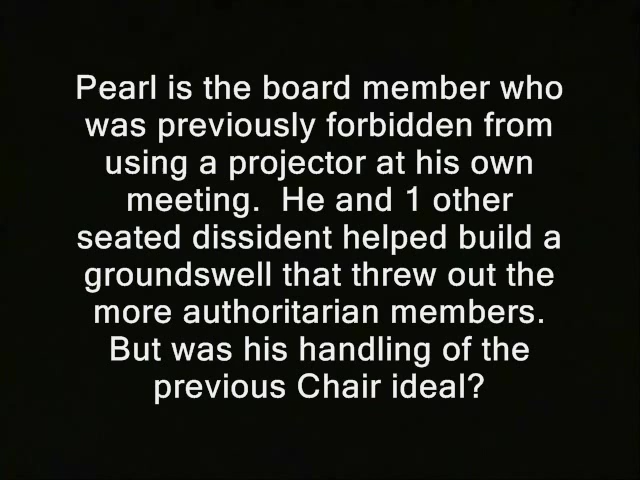 Pearl is the board member who
was previously forbidden from
using a projector at his own
meeting.  He and 1 other
seated dissident helped build a
groundswell that threw out the
more authoritarian members.
But was his handling of the
previous Chair ideal?